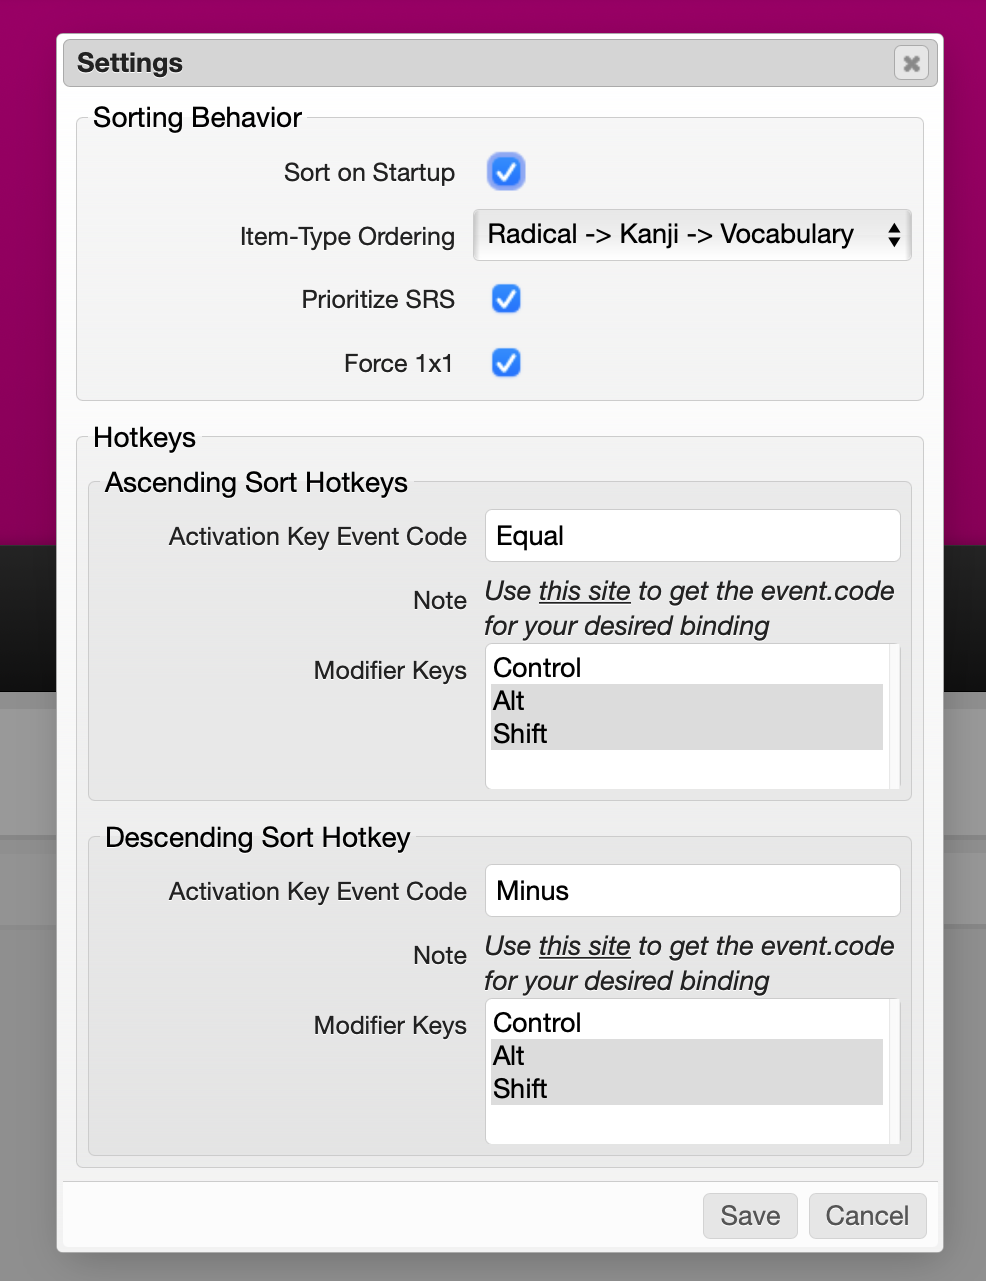 Settings
Sorting Behavior
Sort on Startup
Item-Type Ordering Radical -> Kanji -> Vocabulary
Prioritize SRS
Force 1x1
Hotkeys
Ascending Sort Hotkeys
Activation Key Event Code Equal
Note Use this site to get the event.code
for your desired binding
Modifier Keys Control
Alt
Shift
Descending Sort Hotkey
Activation Key Event Code Minus
Note Use this site to get the event.code
for your desired binding
Modifier Keys Control
Alt
Shift
Save Cancel